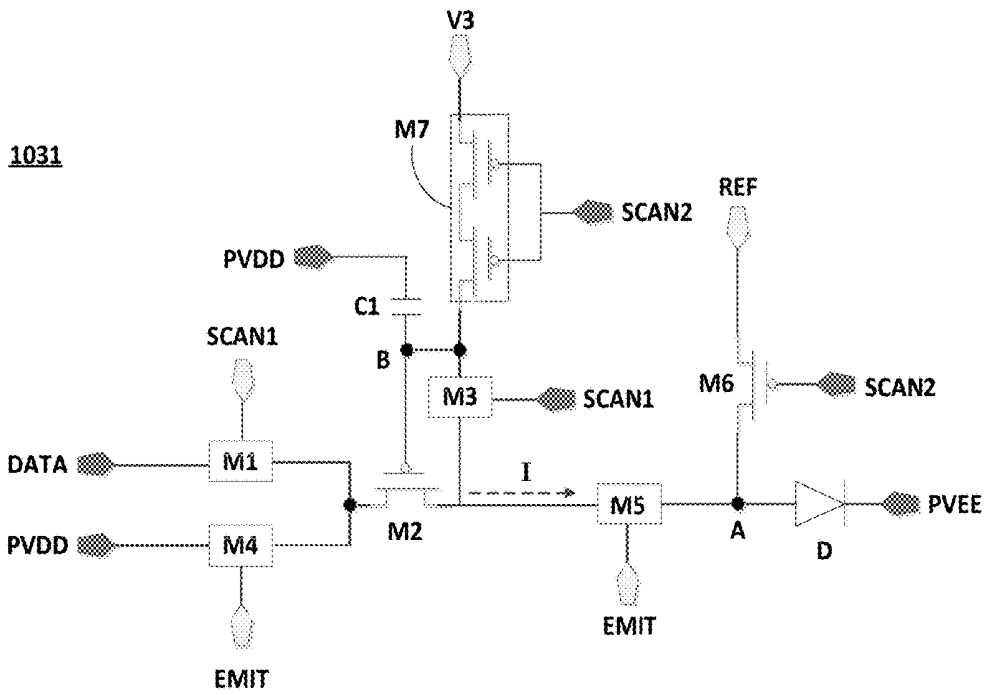 V3
M7
1031
REF
SCAN2
PVDD
C1
SCAN1
B
M6
SCAN2
M3
SCAN1
DATA
M1
I
M5
PVEE
M2
A
PVDD
M4
D
EMIT
EMIT